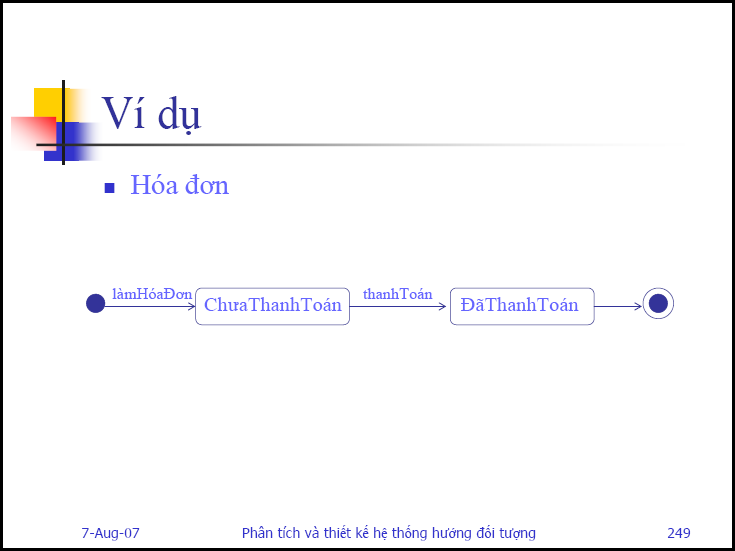 Ví dụ
Hóa đơn
làmHóaĐơn
ChưaThanhToán
thanhToán
ĐãThanhToán
7-Aug-07
Phân tích và thiết kế hệ thống hướng đối tượng
249